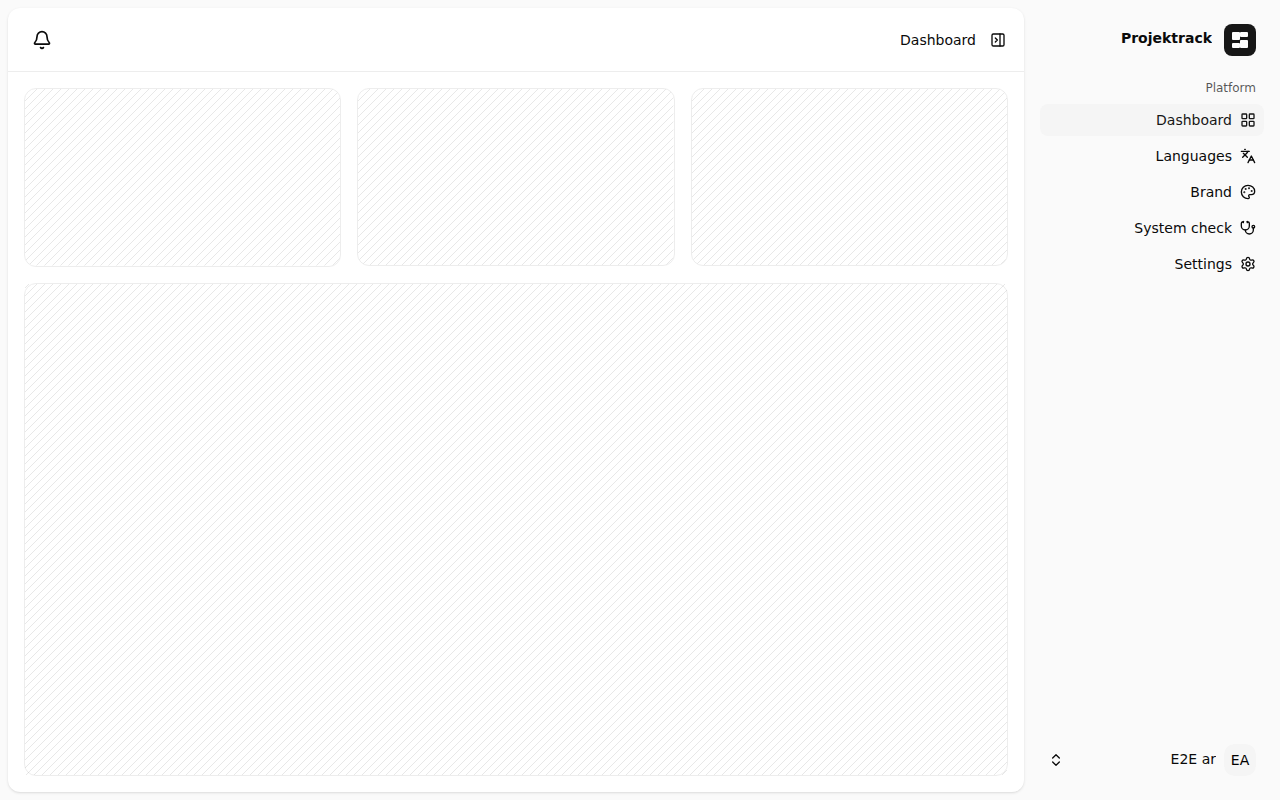 Projektrack
Platform
Dashboard
Languages
Brand
System check
Settings
E2E ar
EA
Dashboard